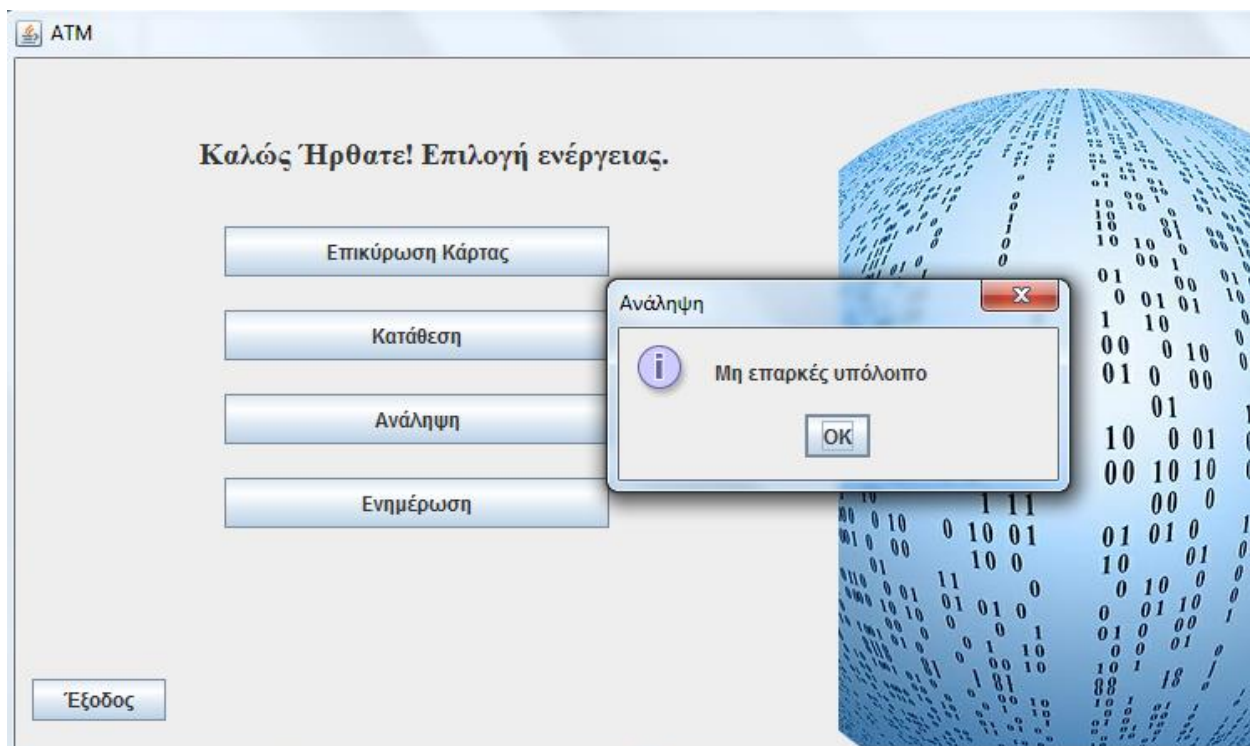 ATM
Καλώς Ήρθατε! Επιλογή ενέργειας.
Επικύρωση Κάρτας
Κατάθεση
Ανάληψη
Ενημέρωση
Ανάληψη
Μη επαρκές υπόλοιπο
OK
Έξοδος